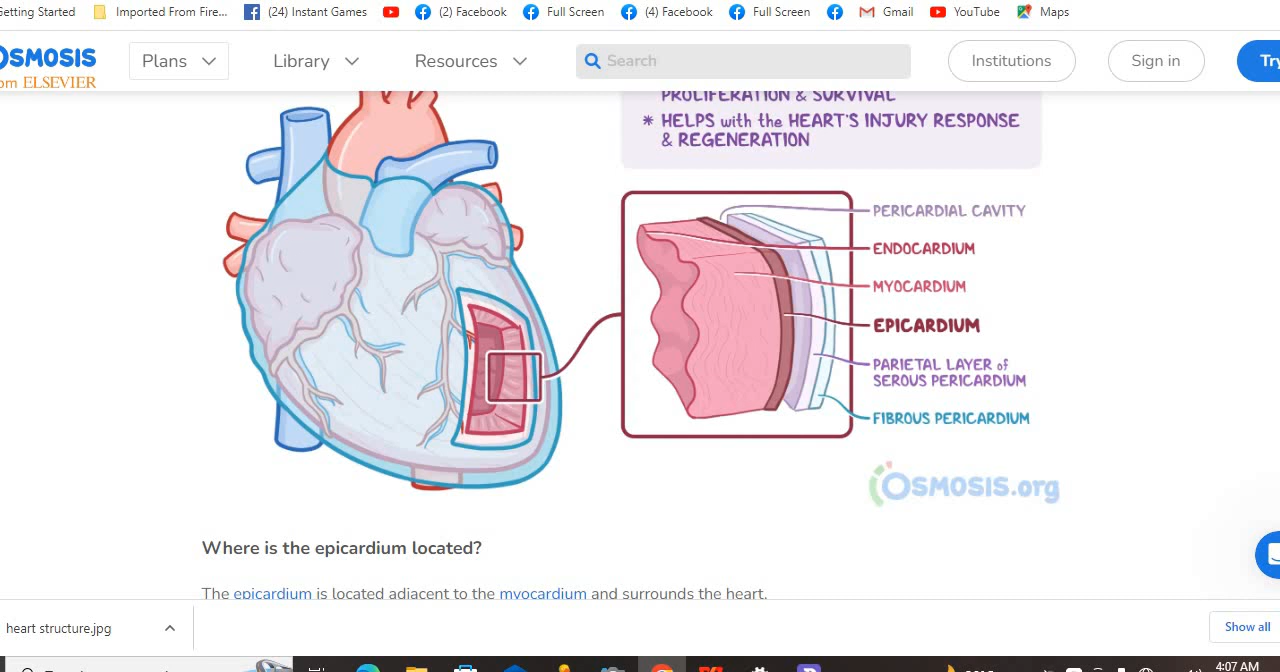 Getting Started Imported From Fire... (24) Instant Games (2) Facebook Full Screen (4) Facebook Full Screen Gmail YouTube Maps
OSMOSIS
from ELSEVIER
Plans Library Resources Search Institutions Sign in Try
PROLIFERATION & SURVIVAL
* HELPS with the HEART'S INJURY RESPONSE
& REGENERATION
PERICARDIAL CAVITY
ENDOCARDIUM
MYOCARDIUM
EPICARDIUM
PARIETAL LAYER of
SEROUS PERICARDIUM
FIBROUS PERICARDIUM
OSMOSIS.org
Where is the epicardium located?
The epicardium is located adjacent to the myocardium and surrounds the heart.
heart structure.jpg Show all
4:07 AM